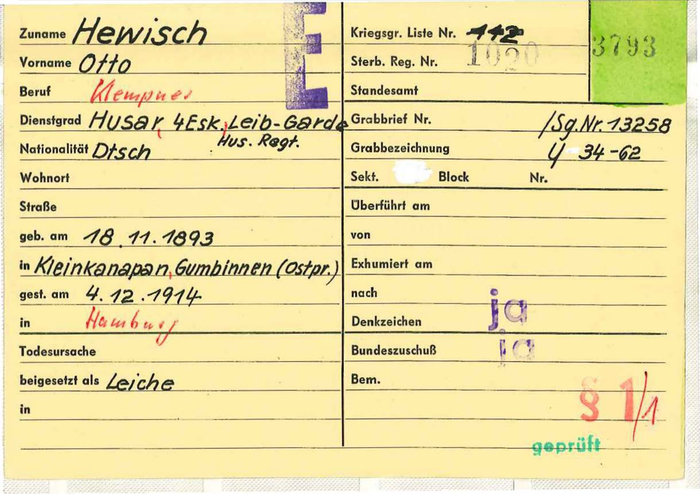 Zuname Hewisch
Vorname Otto
Beruf Klempner
Dienstgrad Husar, 4Esk. Leib-Garde
Hus. Regt.
Nationalität Dtsch
Wohnort
Straße
geb. am 18.11.1893
in Kleinkanapan, Gumbinnen (Ostpr.)
gest. am 4.12.1914
in Hamburg
Todesursache
beigesetzt als Leiche
in
E
Kriegsgr. Liste Nr. 112
1020
3793
Sterb. Reg. Nr.
Standesamt
Grabbrief Nr. /Sg.Nr.13258
Grabbezeichnung Y 34-62
Sekt. Block Nr.
Überführt am
von
Exhumiert am
nach
Denkzeichen ja
Bundeszuschuß ja
Bem.
§ 1/1
geprüft